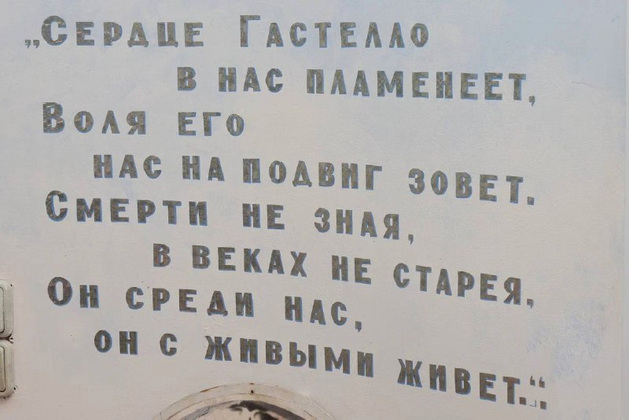 „Сердце Гастелло
в нас пламенеет,
Воля его
нас на подвиг зовет.
Смерти не зная,
в веках не старея,
Он среди нас,
он с живыми живет.“